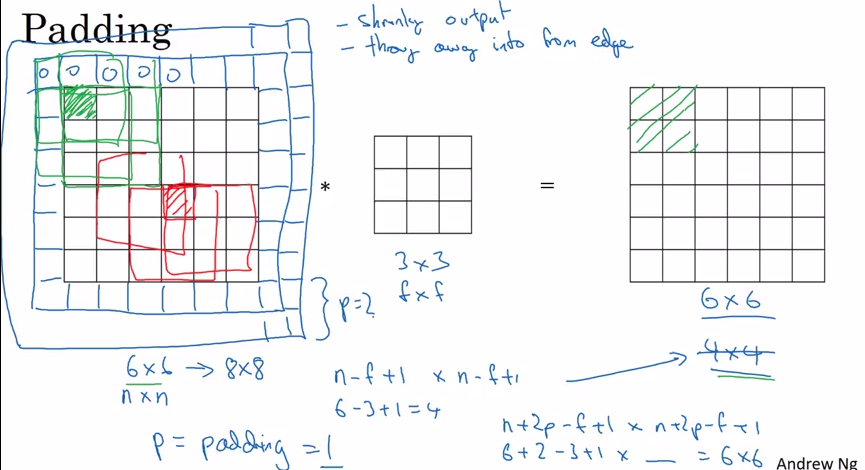 Padding
- shrinky output
- throw away info from edge
0 0 0 0 0
*
=
3 × 3
f × f
6 × 6
4 × 4
p = 2
6 × 6 → 8 × 8
n × n
n - f + 1 × n - f + 1
6 - 3 + 1 = 4
p = padding = 1
n + 2p - f + 1 × n + 2p - f + 1
6 + 2 - 3 + 1 × __ = 6 × 6
Andrew Ng